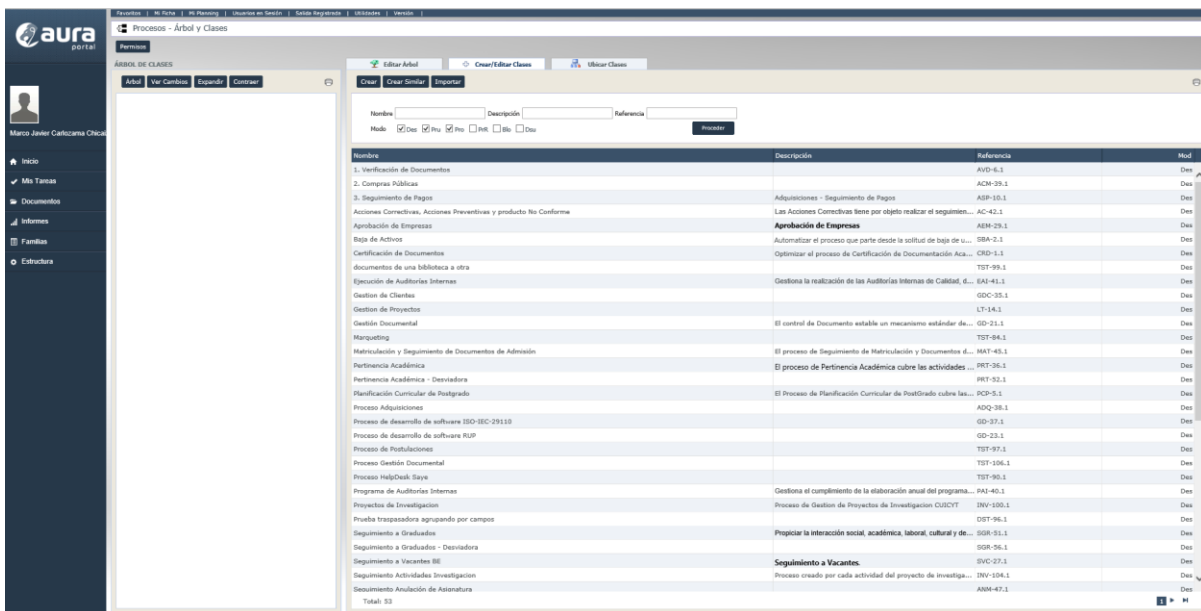 Favoritos | Mi Ficha | Mi Planning | Usuarios en Sesión | Salida Registrada | Utilidades | Versión |
aura
portal
Procesos - Árbol y Clases
Permisos
ÁRBOL DE CLASES
Editar Árbol Crear/Editar Clases Ubicar Clases
Árbol Ver Cambios Expandir Contraer
Crear Crear Similar Importar
Nombre Descripción Referencia
Modo Des Pru Pro PrR Blo Dsu Proceder
Marco Javier Carlozama Chicai
Inicio
Mis Tareas
Documentos
Informes
Familias
Estructura
Nombre Descripción Referencia Mod
1. Verificación de Documentos AVD-6.1 Des
2. Compras Públicas ACM-39.1 Des
3. Seguimiento de Pagos Adquisiciones - Seguimiento de Pagos ASP-10.1 Des
Acciones Correctivas, Acciones Preventivas y producto No Conforme Las Acciones Correctivas tiene por objeto realizar el seguimien... AC-42.1 Des
Aprobación de Empresas Aprobación de Empresas AEM-29.1 Des
Baja de Activos Automatizar el proceso que parte desde la solitud de baja de u... SBA-2.1 Des
Certificación de Documentos Optimizar el proceso de Certificación de Documentación Aca... CRD-1.1 Des
documentos de una biblioteca a otra TST-99.1 Des
Ejecución de Auditorías Internas Gestiona la realización de las Auditorías Internas de Calidad, d... EAI-41.1 Des
Gestion de Clientes GDC-35.1 Des
Gestion de Proyectos LT-14.1 Des
Gestión Documental El control de Documento estable un mecanismo estándar de... GD-21.1 Des
Marqueting TST-84.1 Des
Matriculación y Seguimiento de Documentos de Admisión El proceso de Seguimiento de Matriculación y Documentos d... MAT-45.1 Des
Pertinencia Académica El proceso de Pertinencia Académica cubre las actividades ... PRT-36.1 Des
Pertinencia Académica - Desviadora PRT-52.1 Des
Planificación Curricular de Postgrado El Proceso de Planificación Curricular de PostGrado cubre las... PCP-5.1 Des
Proceso Adquisiciones ADQ-38.1 Des
Proceso de desarrollo de software ISO-IEC-29110 GD-37.1 Des
Proceso de desarrollo de software RUP GD-23.1 Des
Proceso de Postulaciones TST-97.1 Des
Proceso Gestión Documental TST-106.1 Des
Proceso HelpDesk Saye TST-90.1 Des
Programa de Auditorías Internas Gestiona el cumplimiento de la elaboración anual del programa... PAI-40.1 Des
Proyectos de Investigacion Proceso de Gestion de Proyectos de Investigacion CUICYT INV-100.1 Des
Prueba traspasadora agrupando por campos DST-96.1 Des
Seguimiento a Graduados Propiciar la interacción social, académica, laboral, cultural y de... SGR-51.1 Des
Seguimiento a Graduados - Desviadora SGR-56.1 Des
Seguimiento a Vacantes BE Seguimiento a Vacantes. SVC-27.1 Des
Seguimiento Actividades Investigacion Proceso creado por cada actividad del proyecto de investiga... INV-104.1 Des
Seguimiento Anulación de Asignatura ANM-47.1 Des
Total: 53 1